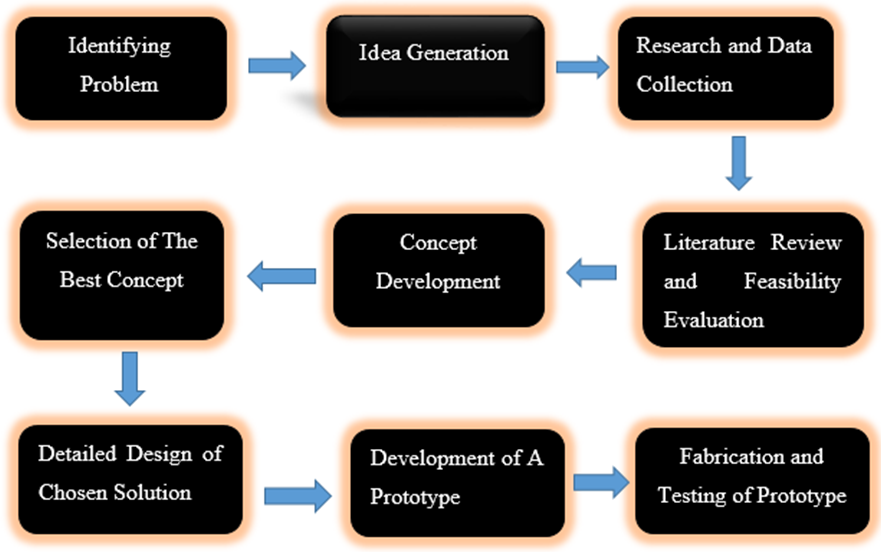 Identifying
Problem
Idea Generation
Research and Data
Collection
Literature Review
and Feasibility
Evaluation
Concept
Development
Selection of The
Best Concept
Detailed Design of
Chosen Solution
Development of A
Prototype
Fabrication and
Testing of Prototype